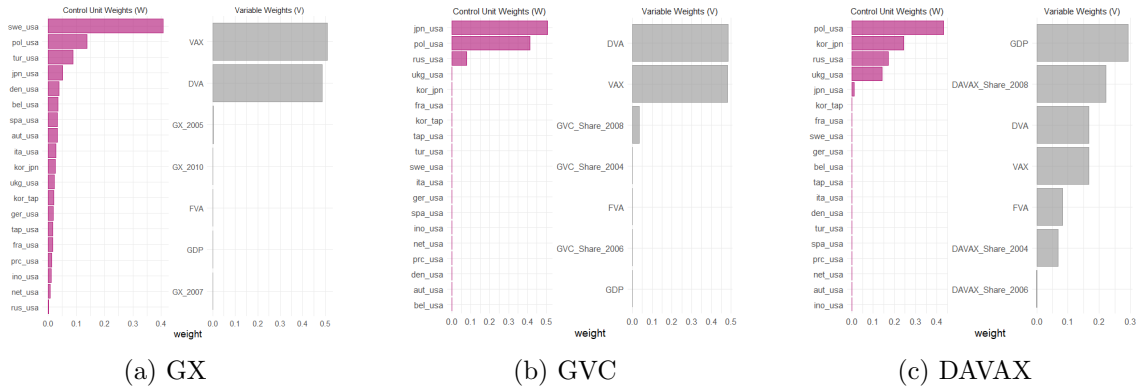 Control Unit Weights (W)
swe_usa
pol_usa
tur_usa
jpn_usa
den_usa
bel_usa
spa_usa
aut_usa
ita_usa
kor_jpn
ukg_usa
kor_tap
ger_usa
tap_usa
fra_usa
prc_usa
ino_usa
net_usa
rus_usa
0.0 0.1 0.2 0.3 0.4
Variable Weights (V)
VAX
DVA
GX_2005
GX_2010
FVA
GDP
GX_2007
0.0 0.1 0.2 0.3 0.4 0.5
weight
(a) GX
Control Unit Weights (W)
jpn_usa
pol_usa
rus_usa
ukg_usa
kor_jpn
fra_usa
kor_tap
tap_usa
tur_usa
swe_usa
ita_usa
ger_usa
spa_usa
ino_usa
net_usa
prc_usa
den_usa
aut_usa
bel_usa
0.0 0.1 0.2 0.3 0.4 0.5
Variable Weights (V)
DVA
VAX
GVC_Share_2008
GVC_Share_2004
FVA
GVC_Share_2006
GDP
0.0 0.1 0.2 0.3 0.4 0.5
weight
(b) GVC
Control Unit Weights (W)
pol_usa
kor_jpn
rus_usa
ukg_usa
jpn_usa
kor_tap
fra_usa
swe_usa
ger_usa
bel_usa
tap_usa
ita_usa
den_usa
tur_usa
spa_usa
prc_usa
net_usa
aut_usa
ino_usa
0.0 0.1 0.2 0.3 0.4
Variable Weights (V)
GDP
DAVAX_Share_2008
DVA
VAX
FVA
DAVAX_Share_2004
DAVAX_Share_2006
0.0 0.1 0.2 0.3
weight
(c) DAVAX